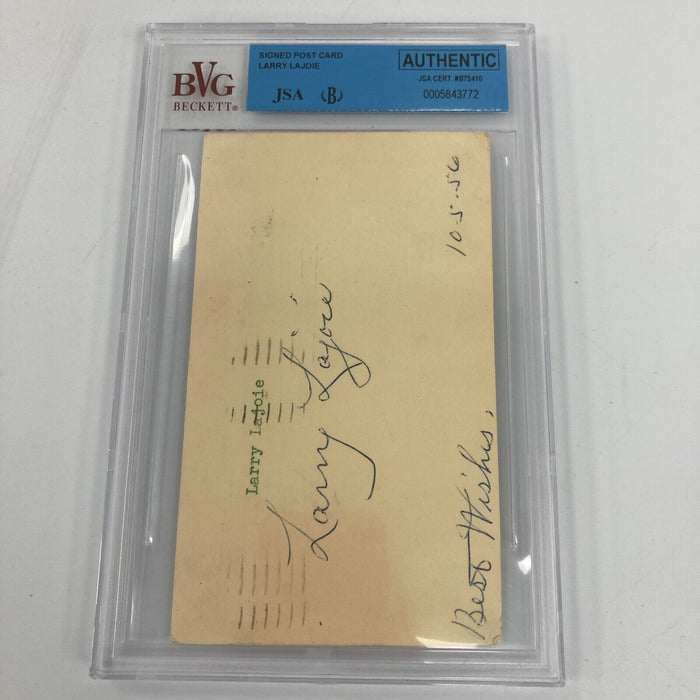 BVG
BECKETT®
SIGNED POST CARD
LARRY LAJOIE
JSA (B)
AUTHENTIC
JSA CERT. #B75410
0005843772
Larry Lajoie
Larry Lajoie
Best Wishes,
10.5.56